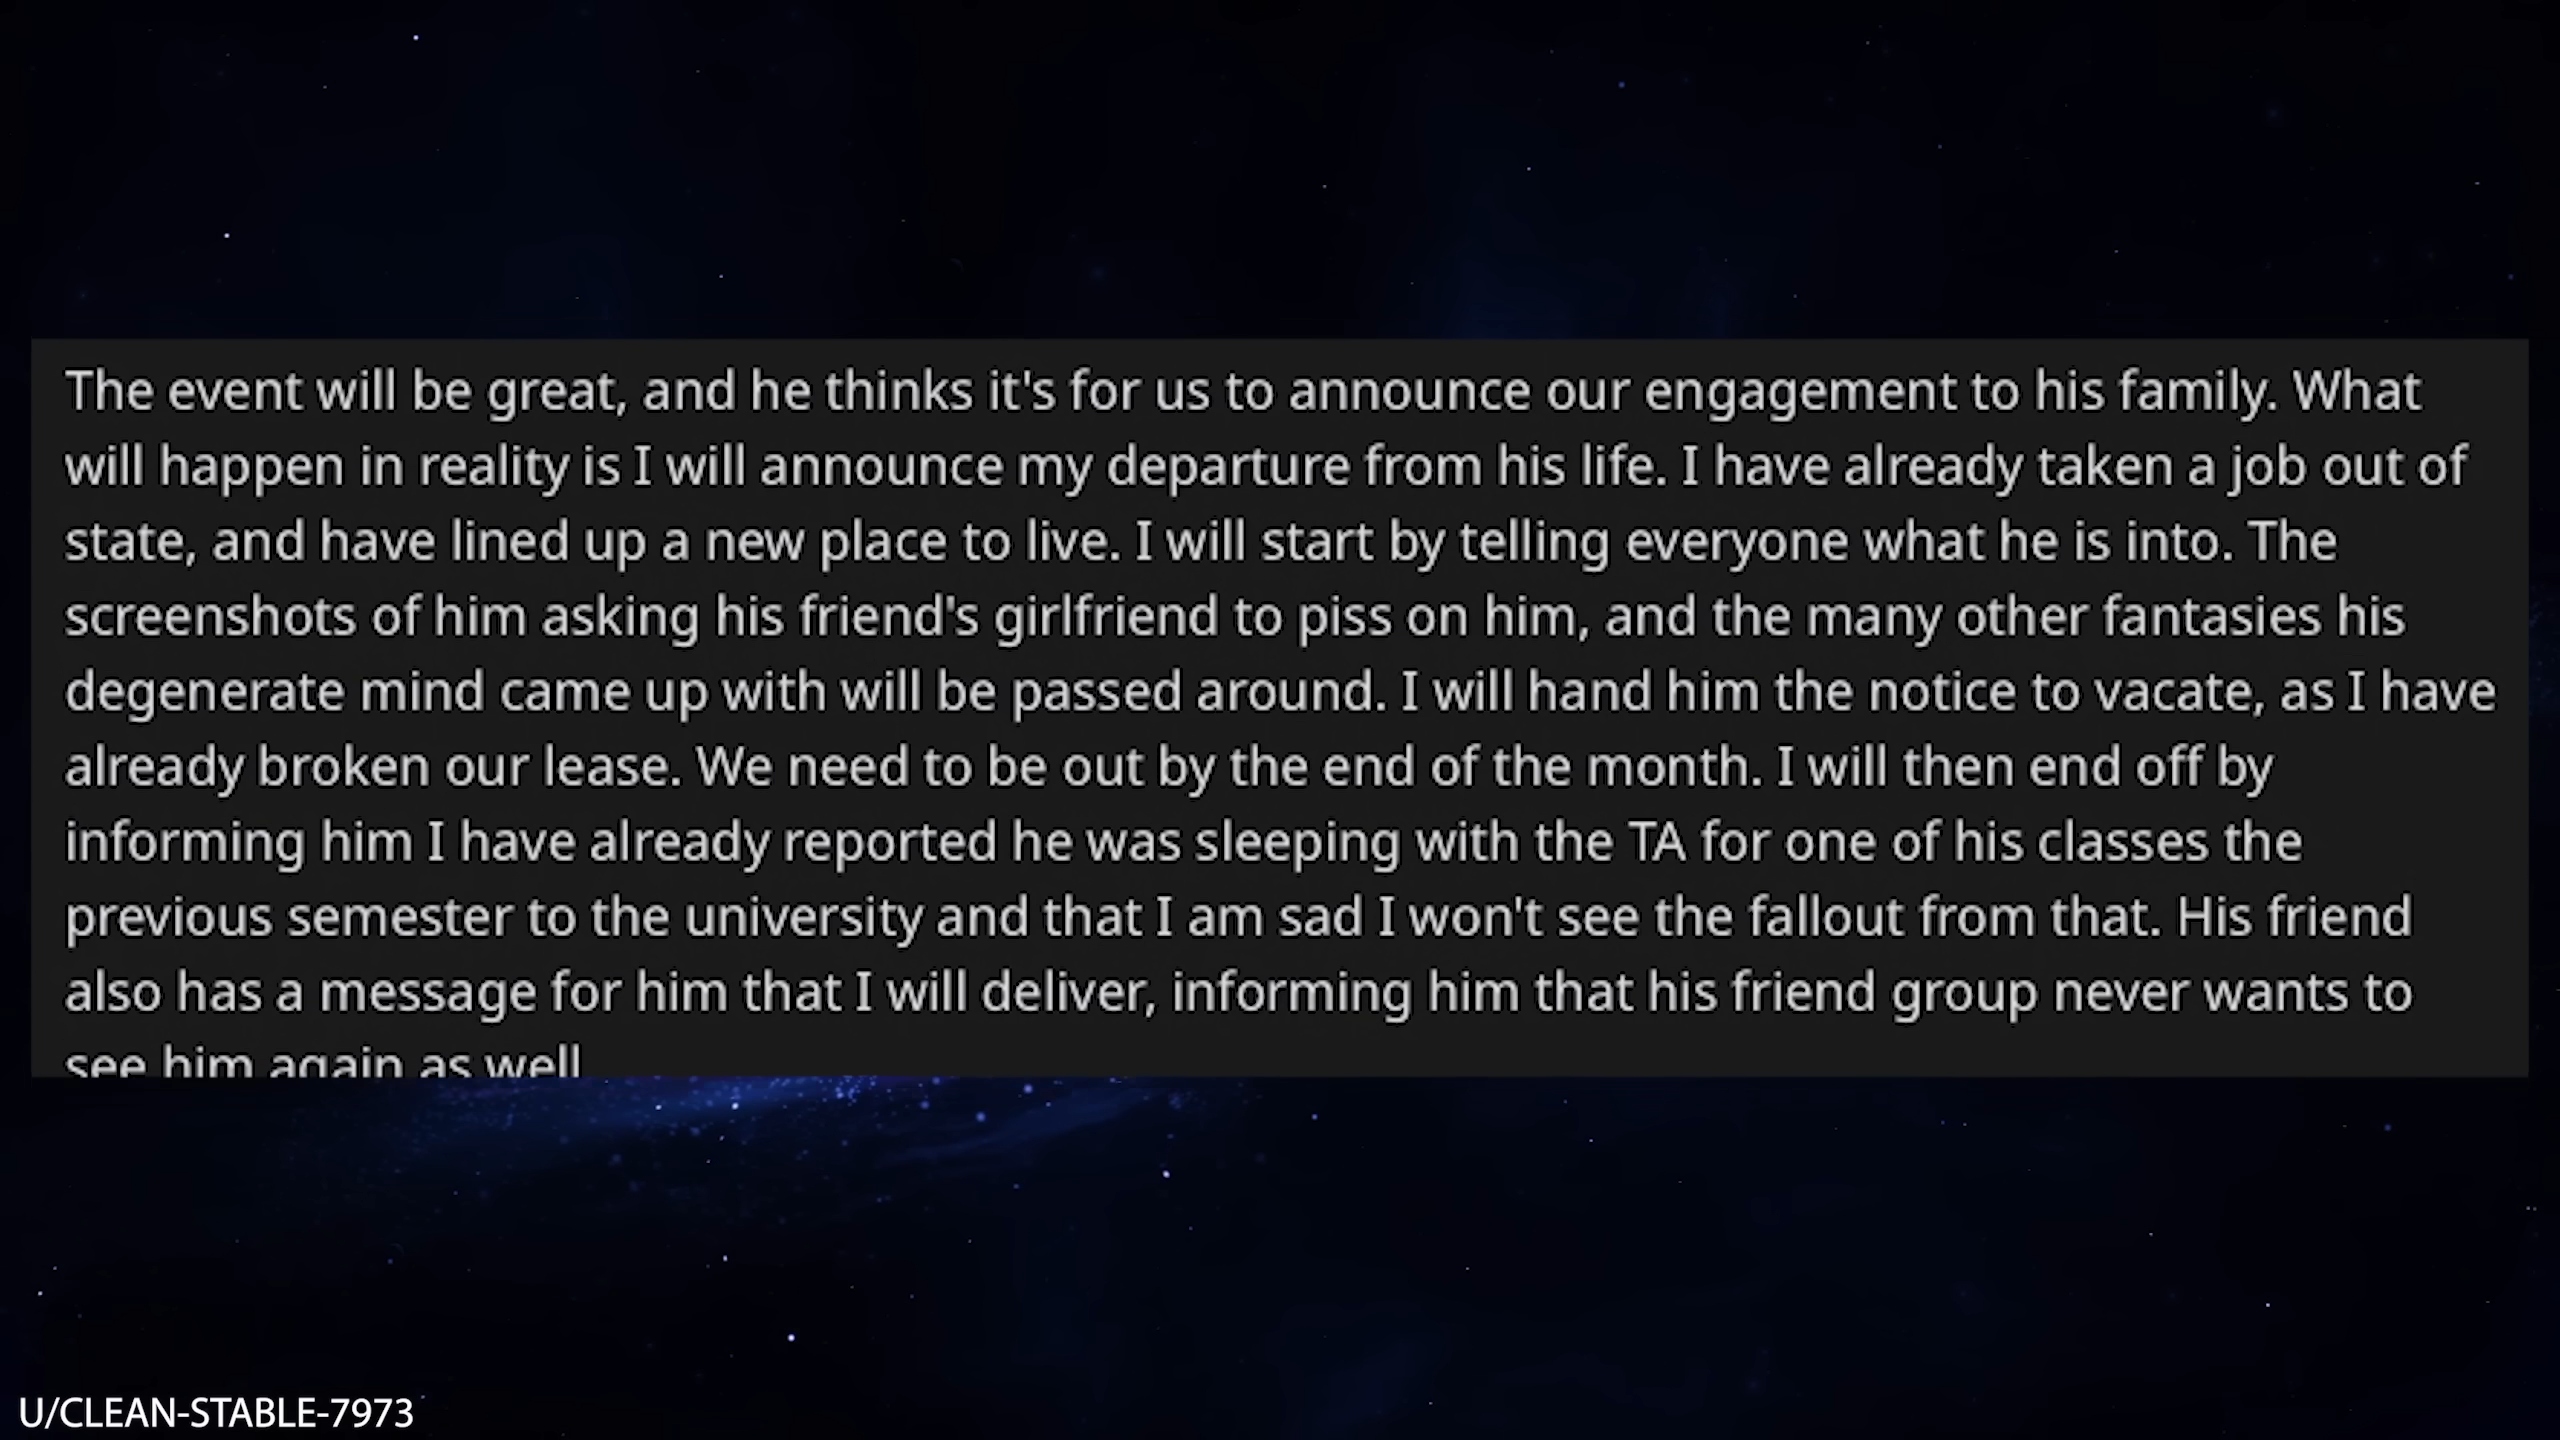 The event will be great, and he thinks it's for us to announce our engagement to his family. What
will happen in reality is I will announce my departure from his life. I have already taken a job out of
state, and have lined up a new place to live. I will start by telling everyone what he is into. The
screenshots of him asking his friend's girlfriend to piss on him, and the many other fantasies his
degenerate mind came up with will be passed around. I will hand him the notice to vacate, as I have
already broken our lease. We need to be out by the end of the month. I will then end off by
informing him I have already reported he was sleeping with the TA for one of his classes the
previous semester to the university and that I am sad I won't see the fallout from that. His friend
also has a message for him that I will deliver, informing him that his friend group never wants to
see him again as well
U/CLEAN-STABLE-7973